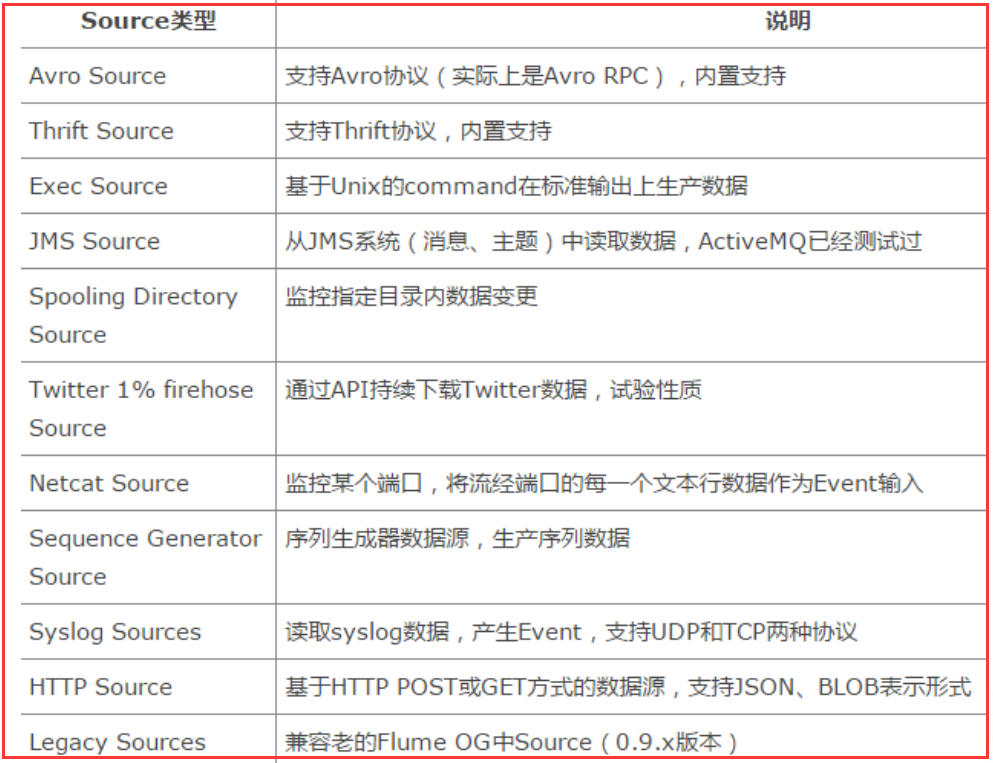 Source类型 说明
Avro Source 支持Avro协议（实际上是Avro RPC），内置支持
Thrift Source 支持Thrift协议，内置支持
Exec Source 基于Unix的command在标准输出上生产数据
JMS Source 从JMS系统（消息、主题）中读取数据，ActiveMQ已经测试过
Spooling Directory 监控指定目录内数据变更
Source
Twitter 1% firehose 通过API持续下载Twitter数据，试验性质
Source
Netcat Source 监控某个端口，将流经端口的每一个文本行数据作为Event输入
Sequence Generator 序列生成器数据源，生产序列数据
Source
Syslog Sources 读取syslog数据，产生Event，支持UDP和TCP两种协议
HTTP Source 基于HTTP POST或GET方式的数据源，支持JSON、BLOB表示形式
Legacy Sources 兼容老的Flume OG中Source（0.9.x版本）